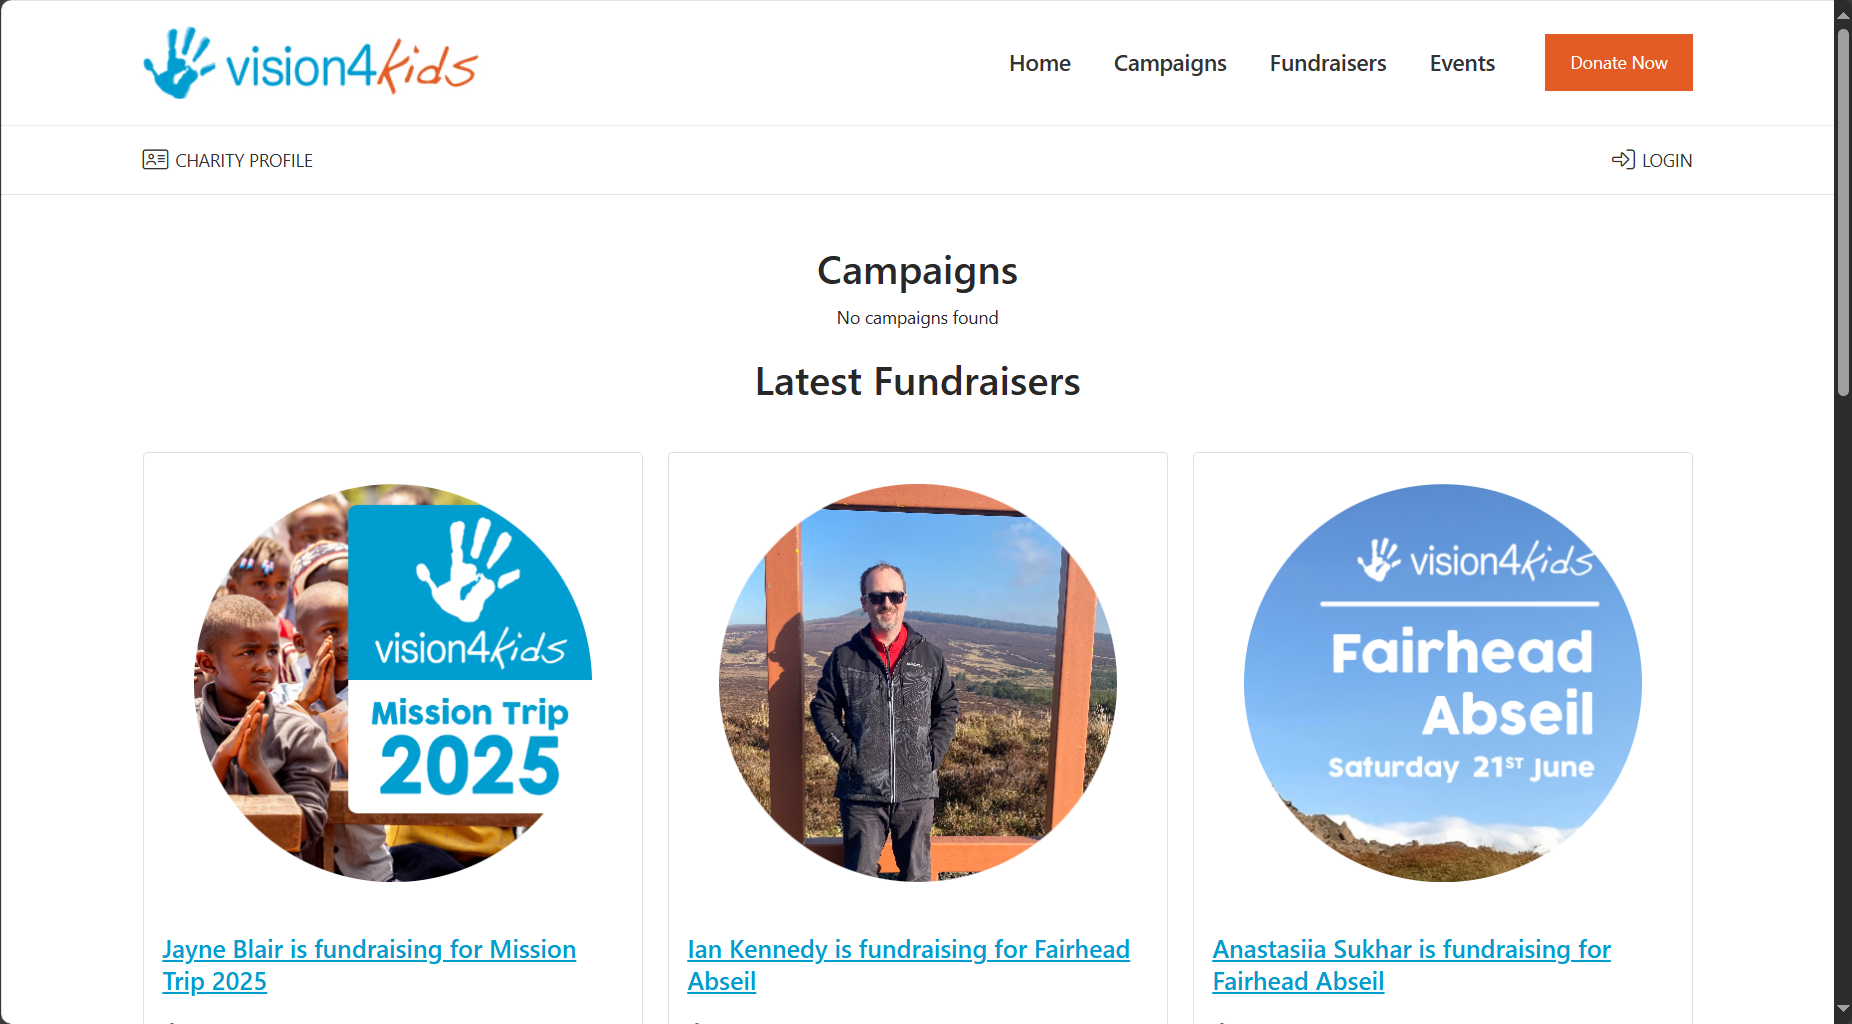 vision4kids
Home
Campaigns
Fundraisers
Events
Donate Now
CHARITY PROFILE
LOGIN
Campaigns
No campaigns found
Latest Fundraisers
vision4kids
Mission Trip
2025
vision4kids
Fairhead
Abseil
Saturday 21ST June
Jayne Blair is fundraising for Mission
Trip 2025
Ian Kennedy is fundraising for Fairhead
Abseil
Anastasiia Sukhar is fundraising for
Fairhead Abseil